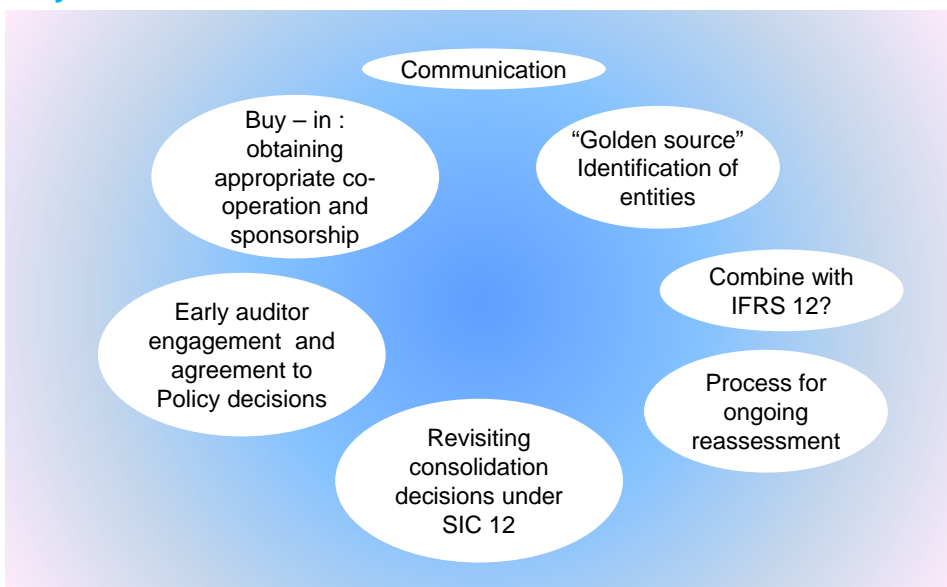 Communication
Buy – in :
obtaining
appropriate co-
operation and
sponsorship
“Golden source”
Identification of
entities
Combine with
IFRS 12?
Early auditor
engagement  and
agreement to
Policy decisions
Process for
ongoing
reassessment
Revisiting
consolidation
decisions under
SIC 12